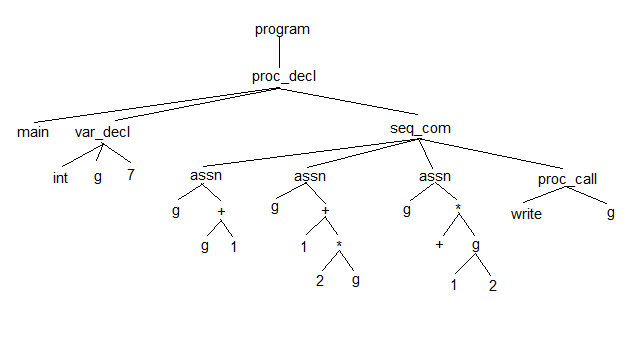 program
proc_decl
main var_decl seq_com
int g 7 assn assn assn proc_call
g + g + g * write g
g 1 1 * + g
2 g 1 2